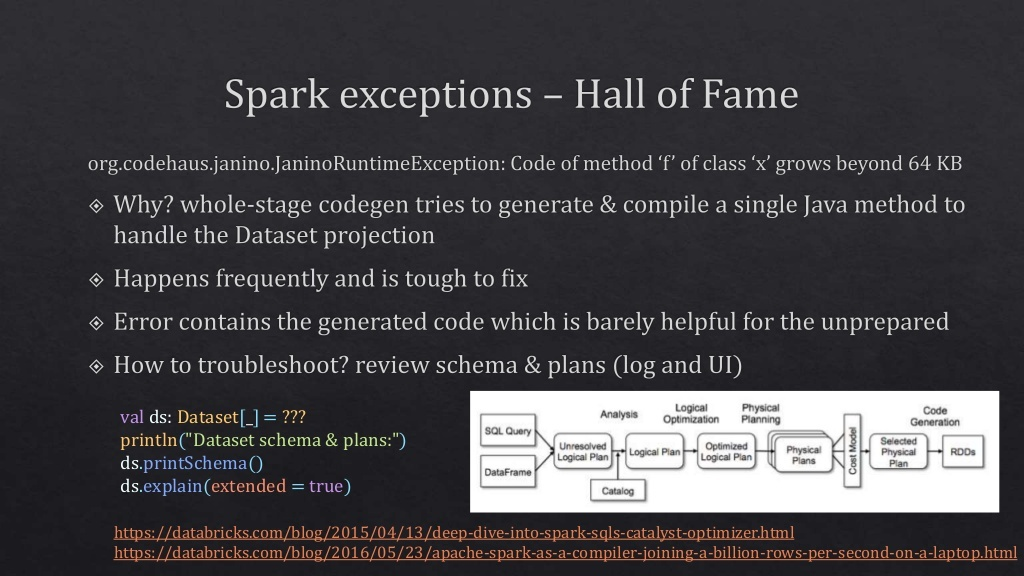 Spark exceptions – Hall of Fame
org.codehaus.janino.JaninoRuntimeException: Code of method ‘f’ of class ‘x’ grows beyond 64 KB
Why? whole-stage codegen tries to generate & compile a single Java method to
handle the Dataset projection
Happens frequently and is tough to fix
Error contains the generated code which is barely helpful for the unprepared
How to troubleshoot? review schema & plans (log and UI)
val ds: Dataset[_] = ???
println("Dataset schema & plans:")
ds.printSchema()
ds.explain(extended = true)
Analysis
Logical
Optimization
Physical
Planning
Code
Generation
SQL Query
DataFrame
Unresolved
Logical Plan
Logical Plan
Catalog
Optimized
Logical Plan
Physical
Plans
Cost Model
Selected
Physical
Plan
RDDs
https://databricks.com/blog/2015/04/13/deep-dive-into-spark-sqls-catalyst-optimizer.html
https://databricks.com/blog/2016/05/23/apache-spark-as-a-compiler-joining-a-billion-rows-per-second-on-a-laptop.html